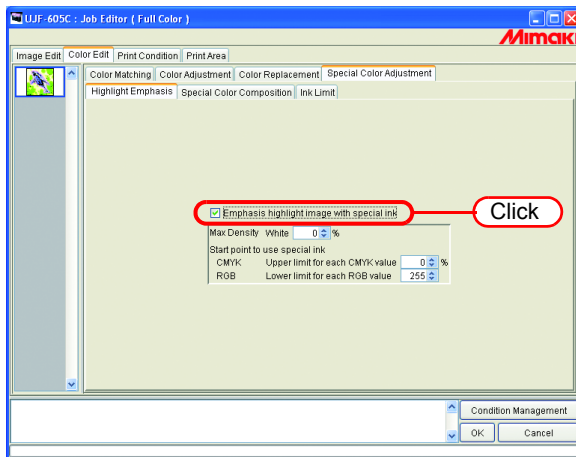 UJF-605C : Job Editor ( Full Color )
Mimaki
Image Edit Color Edit Print Condition Print Area
Color Matching Color Adjustment Color Replacement Special Color Adjustment
Highlight Emphasis Special Color Composition Ink Limit
Emphasis highlight image with special ink
Click
Max Density White 0 %
Start point to use special ink
CMYK Upper limit for each CMYK value 0 %
RGB Lower limit for each RGB value 255
Condition Management
OK Cancel